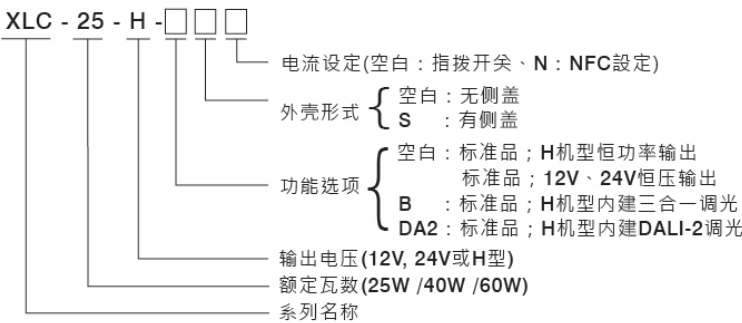 XLC - 25 - H - □ □ □
电流设定(空白：指拨开关、N：NFC設定)
外壳形式
空白：无侧盖
S ：有侧盖
功能选项
空白：标准品；H机型恒功率输出
标准品；12V、24V恒压输出
B ：标准品；H机型内建三合一调光
DA2：标准品；H机型内建DALI-2调光
输出电压(12V, 24V或H型)
额定瓦数(25W /40W /60W)
系列名称